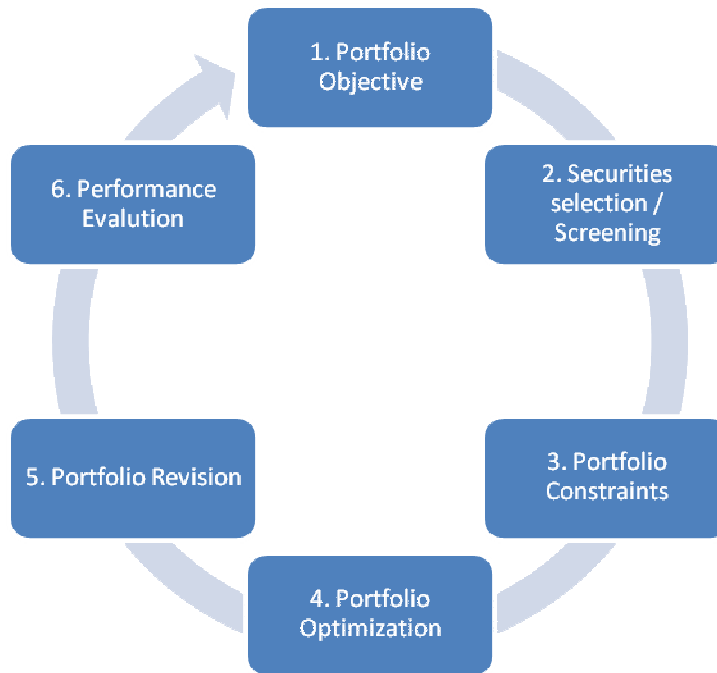 1. Portfolio
Objective
2. Securities
selection /
Screening
3. Portfolio
Constraints
4. Portfolio
Optimization
5. Portfolio Revision
6. Performance
Evalution